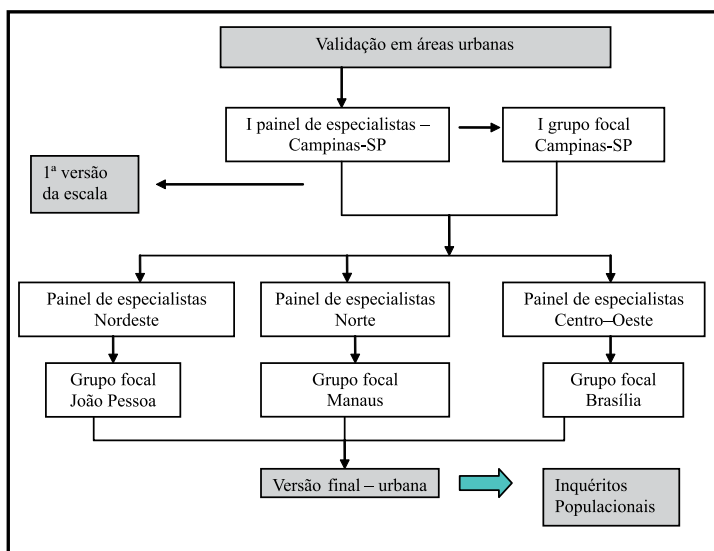 Validação em áreas urbanas
I painel de especialistas –
Campinas-SP
I grupo focal
Campinas-SP
1ª versão
da escala
Painel de especialistas
Nordeste
Painel de especialistas
Norte
Painel de especialistas
Centro–Oeste
Grupo focal
João Pessoa
Grupo focal
Manaus
Grupo focal
Brasília
Versão final – urbana
Inquéritos
Populacionais